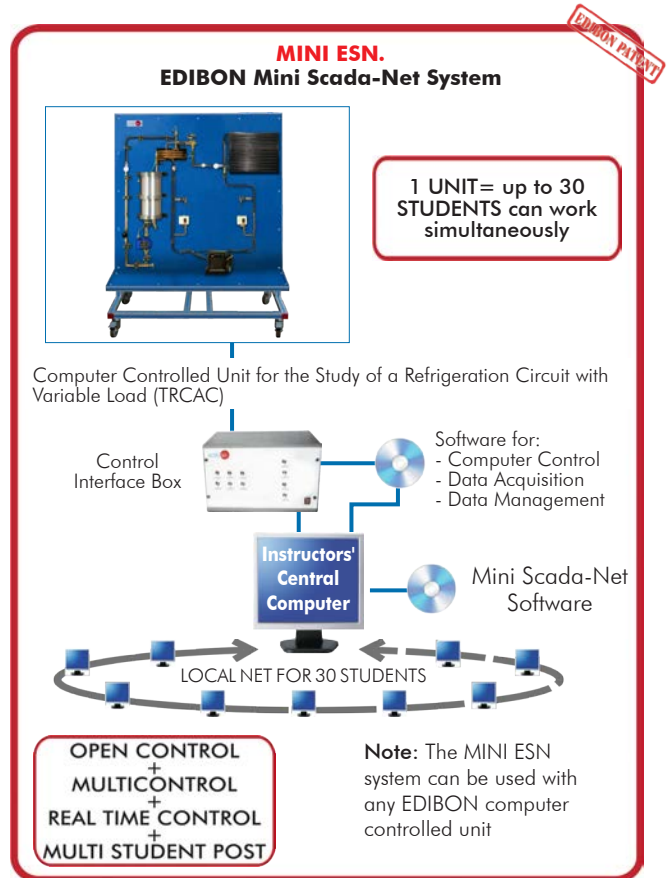 EDIBON PATENT
MINI ESN.
EDIBON Mini Scada-Net System
1 UNIT= up to 30
STUDENTS can work
simultaneously
Computer Controlled Unit for the Study of a Refrigeration Circuit with
Variable Load (TRCAC)
Control
Interface Box
Software for:
- Computer Control
- Data Acquisition
- Data Management
Instructors'
Central
Computer
Mini Scada-Net
Software
LOCAL NET FOR 30 STUDENTS
OPEN CONTROL
+
MULTICONTROL
+
REAL TIME CONTROL
+
MULTI STUDENT POST
Note: The MINI ESN
system can be used with
any EDIBON computer
controlled unit